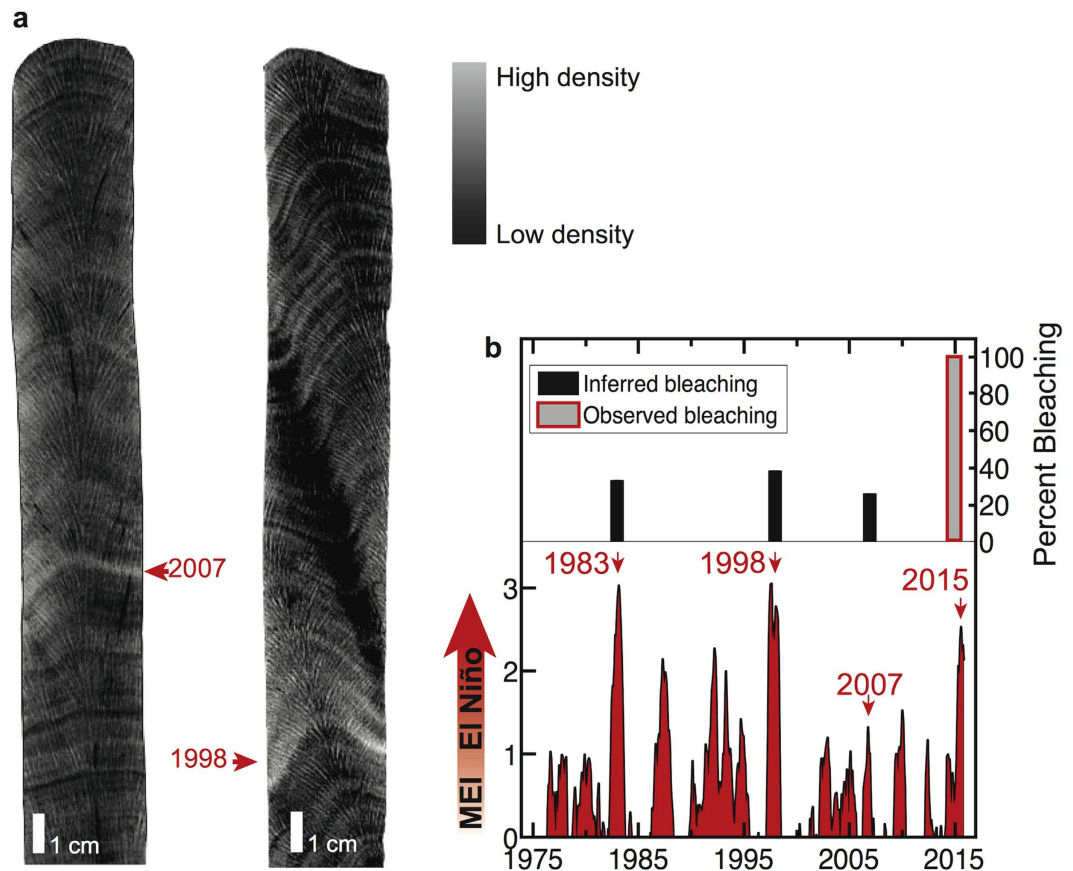 a
High density
Low density
2007
1998
1 cm
1 cm
b
Inferred bleaching
Observed bleaching
100
80
60
40
20
0
Percent Bleaching
1983
1998
2015
2007
3
2
1
0
MEI El Niño
1975
1985
1995
2005
2015